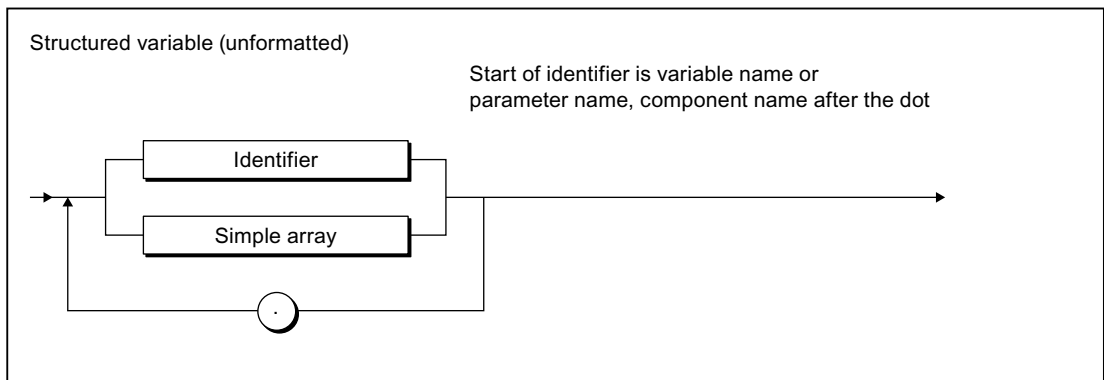 Structured variable (unformatted)
Start of identifier is variable name or
parameter name, component name after the dot
Identifier
Simple array
.